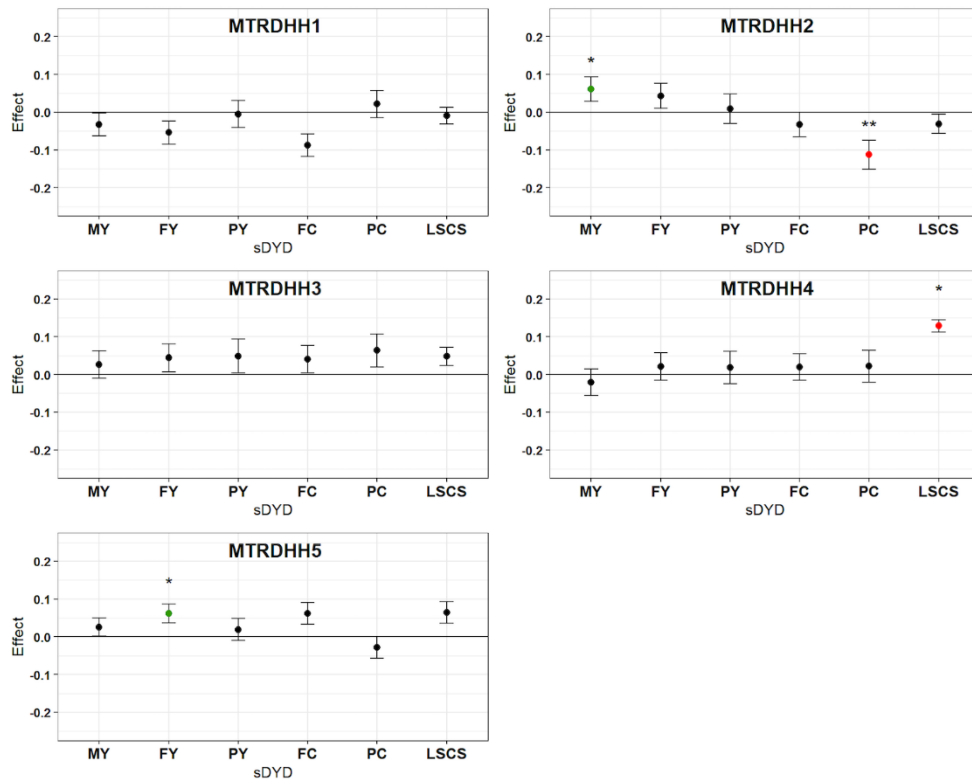 MTRDHH1
Effect
0.2
0.1
0.0
-0.1
-0.2
MY FY PY FC PC LSCS
sDYD
MTRDHH2
Effect
0.2
0.1
0.0
-0.1
-0.2
*
**
MY FY PY FC PC LSCS
sDYD
MTRDHH3
Effect
0.2
0.1
0.0
-0.1
-0.2
MY FY PY FC PC LSCS
sDYD
MTRDHH4
Effect
0.2
0.1
0.0
-0.1
-0.2
*
MY FY PY FC PC LSCS
sDYD
MTRDHH5
Effect
0.2
0.1
0.0
-0.1
-0.2
*
MY FY PY FC PC LSCS
sDYD